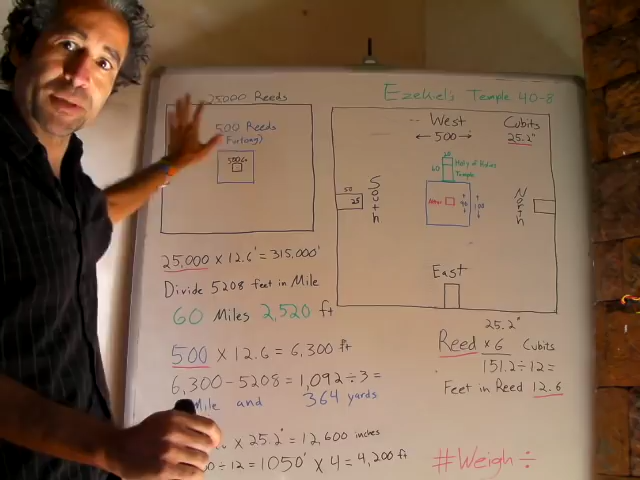 25000 Reeds
500 Reeds
(Furlong)
25,000 x 12.6' = 315,000'
Divide 5208 feet in Mile
60 Miles 2,520 ft
500 x 12.6 = 6,300 ft
6,300 - 5208 = 1,092 ÷ 3 =
Mile and 364 yards
x 25.2" = 12,600 inches
÷ 12 = 1050' x 4 = 4,200 ft
Ezekiel's Temple 40-8
West
← 500 →
Cubits
25.2"
60
Holy of Holies
Temple
50
25
South
Altar
100
North
East
25.2"
Reed x 6 Cubits
151.2 ÷ 12 =
Feet in Reed 12.6
#Weigh ÷